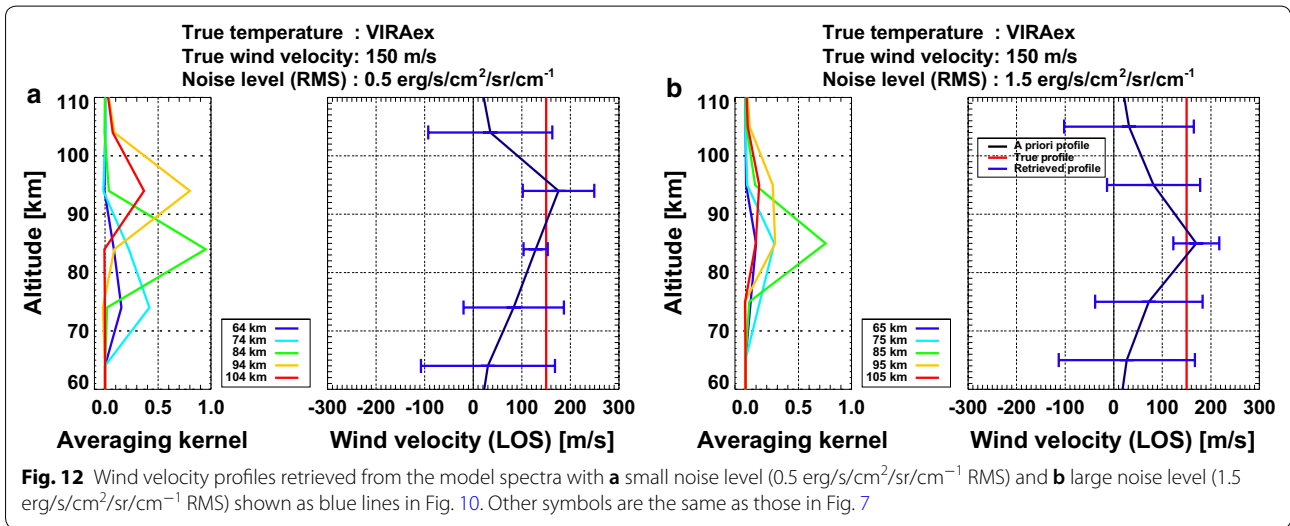 True temperature : VIRAex
True wind velocity: 150 m/s
Noise level (RMS) : 0.5 erg/s/cm²/sr/cm⁻¹
a
Altitude [km]
110
100
90
80
70
60
64 km
74 km
84 km
94 km
104 km
0.0 0.5 1.0
Averaging kernel
-300 -200 -100 0 100 200 300
Wind velocity (LOS) [m/s]
True temperature : VIRAex
True wind velocity: 150 m/s
Noise level (RMS) : 1.5 erg/s/cm²/sr/cm⁻¹
b
Altitude [km]
110
100
90
80
70
60
65 km
75 km
85 km
95 km
105 km
0.0 0.5 1.0
Averaging kernel
A priori profile
True profile
Retrieved profile
-300 -200 -100 0 100 200 300
Wind velocity (LOS) [m/s]
Fig. 12 Wind velocity profiles retrieved from the model spectra with a small noise level (0.5 erg/s/cm²/sr/cm⁻¹ RMS) and b large noise level (1.5
erg/s/cm²/sr/cm⁻¹ RMS) shown as blue lines in Fig. 10. Other symbols are the same as those in Fig. 7